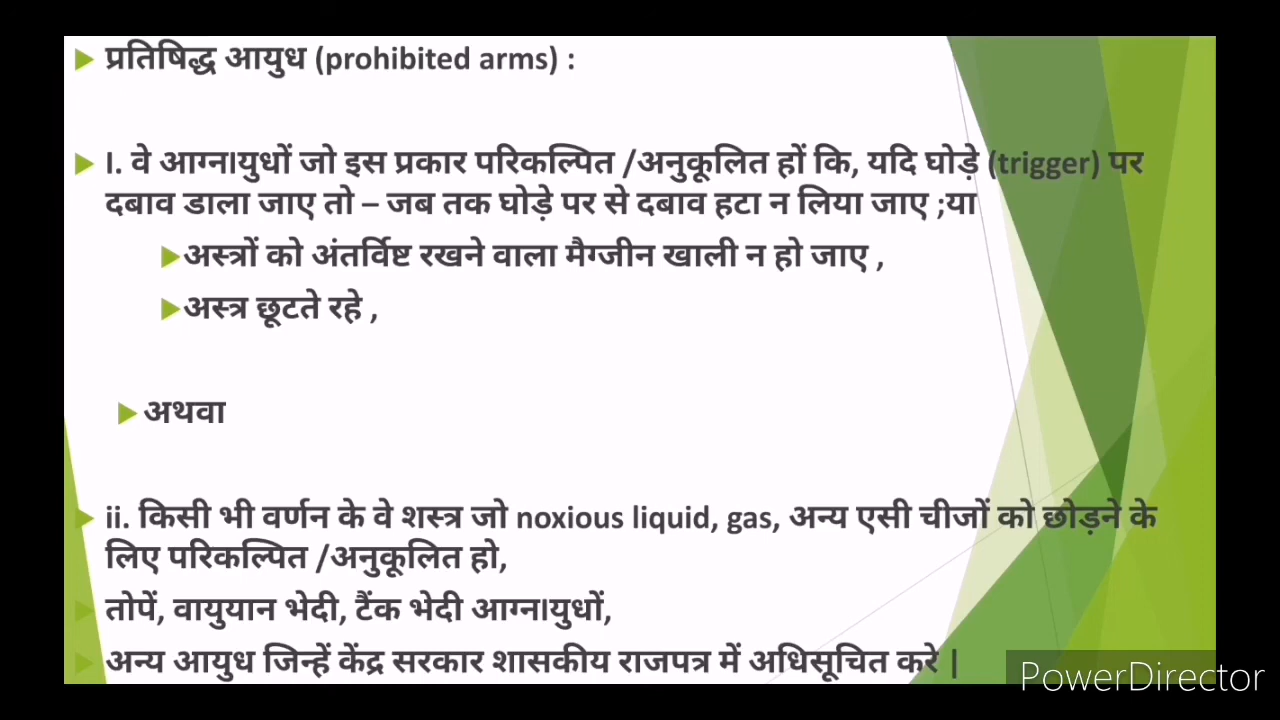 प्रतिषिद्ध आयुध (prohibited arms) :
I. वे आग्नाुयुधों जो इस प्रकार परिकल्पित /अनुकूलित हों कि, यदि घोड़े (trigger) पर
दबाव डाला जाए तो – जब तक घोड़े पर से दबाव हटा न लिया जाए ;या
अस्त्रों को अंतर्विष्ट रखने वाला मैग्जीन खाली न हो जाए ,
अस्त्र छूटते रहे ,
अथवा
ii. किसी भी वर्णन के वे शस्त्र जो noxious liquid, gas, अन्य एसी चीजों को छोड़ने के
लिए परिकल्पित /अनुकूलित हो,
तोपें, वायुयान भेदी, टैंक भेदी आग्नायुधों,
अन्य आयुध जिन्हें केंद्र सरकार शासकीय राजपत्र में अधिसूचित करे |
PowerDirector